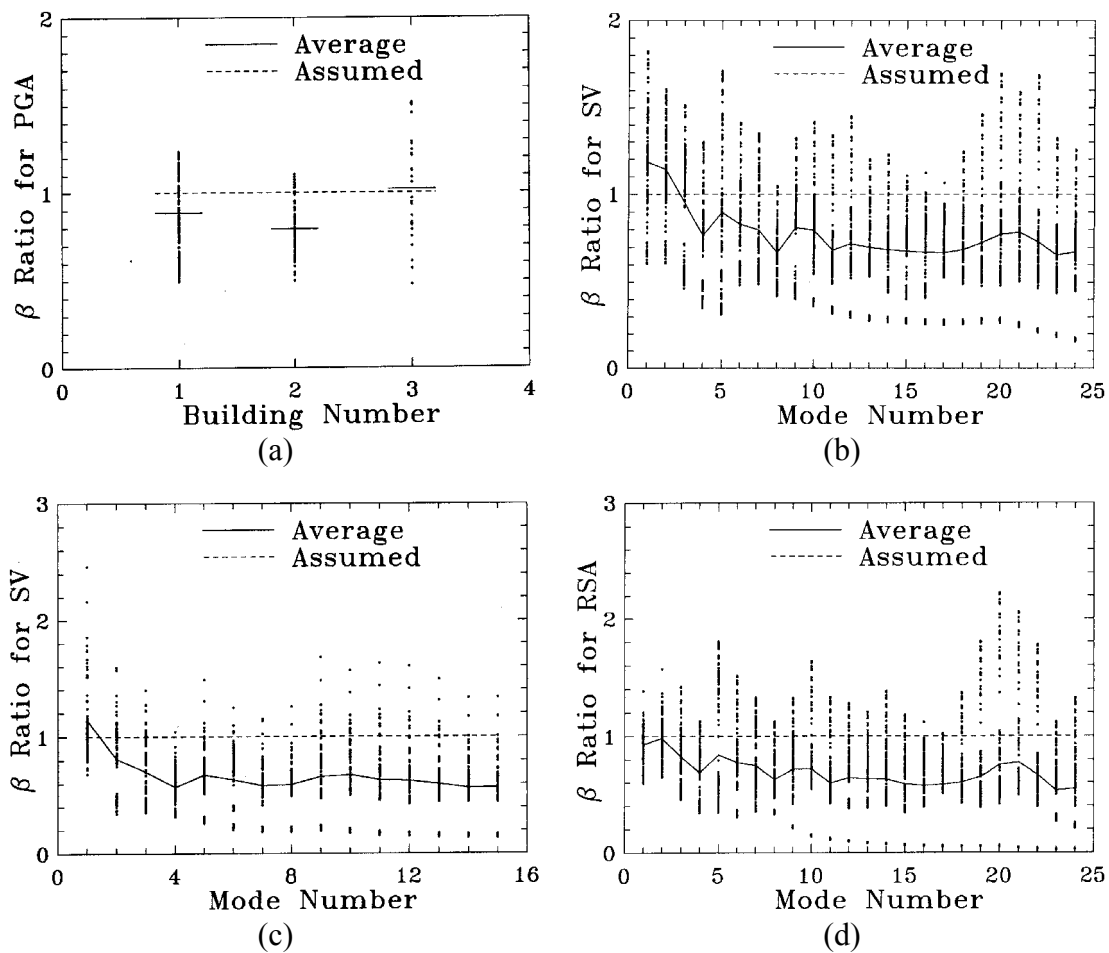 2
1
0
β Ratio for PGA
Average
Assumed
0 1 2 3 4
Building Number
(a)
2
1
0
β Ratio for SV
Average
Assumed
0 5 10 15 20 25
Mode Number
(b)
3
2
1
0
β Ratio for SV
Average
Assumed
0 4 8 12 16
Mode Number
(c)
3
2
1
0
β Ratio for RSA
Average
Assumed
0 5 10 15 20 25
Mode Number
(d)